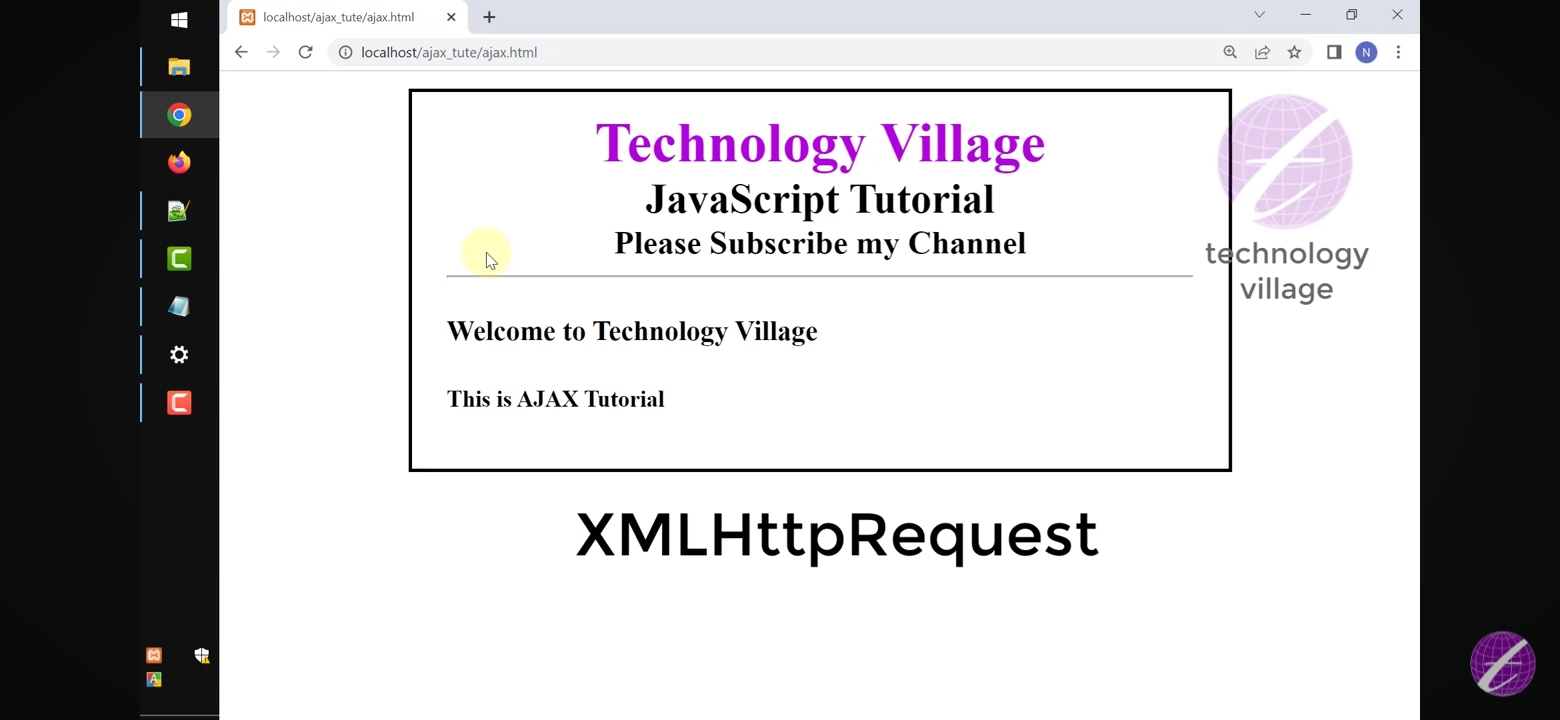 localhost/ajax_tute/ajax.html
localhost/ajax_tute/ajax.html
N
Technology Village
JavaScript Tutorial
Please Subscribe my Channel
technology
village
Welcome to Technology Village
This is AJAX Tutorial
XMLHttpRequest